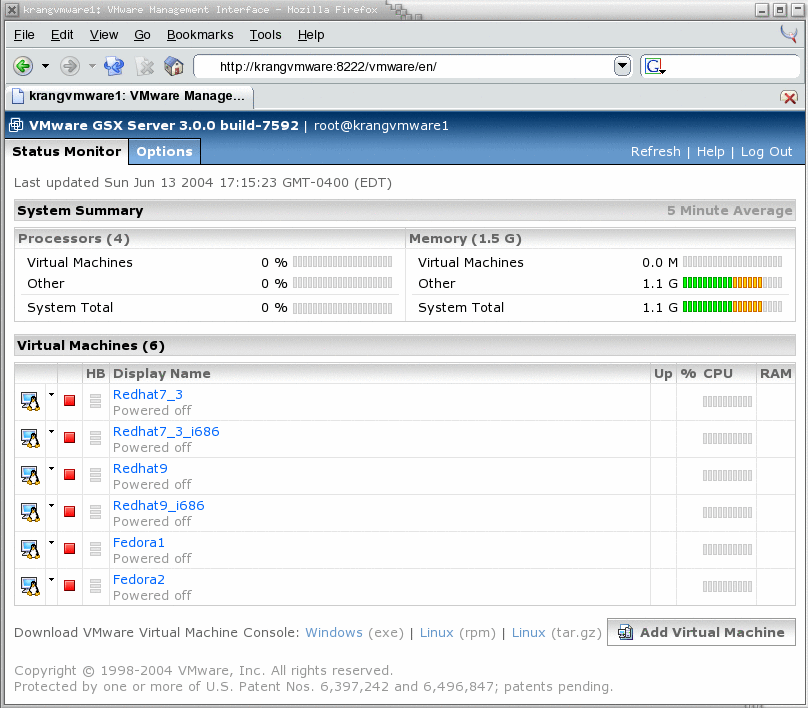 krangvmware1: VMware Management Interface - Mozilla Firefox
File Edit View Go Bookmarks Tools Help
http://krangvmware:8222/vmware/en/
G
krangvmware1: VMware Manage...
VMware GSX Server 3.0.0 build-7592 | root@krangvmware1
Status Monitor Options Refresh | Help | Log Out
Last updated Sun Jun 13 2004 17:15:23 GMT-0400 (EDT)
System Summary 5 Minute Average
Processors (4) Memory (1.5 G)
Virtual Machines 0 % Virtual Machines 0.0 M
Other 0 % Other 1.1 G
System Total 0 % System Total 1.1 G
Virtual Machines (6)
HB Display Name Up % CPU RAM
Redhat7_3
Powered off
Redhat7_3_i686
Powered off
Redhat9
Powered off
Redhat9_i686
Powered off
Fedora1
Powered off
Fedora2
Powered off
Download VMware Virtual Machine Console: Windows (exe) | Linux (rpm) | Linux (tar.gz) Add Virtual Machine
Copyright © 1998-2004 VMware, Inc. All rights reserved.
Protected by one or more of U.S. Patent Nos. 6,397,242 and 6,496,847; patents pending.